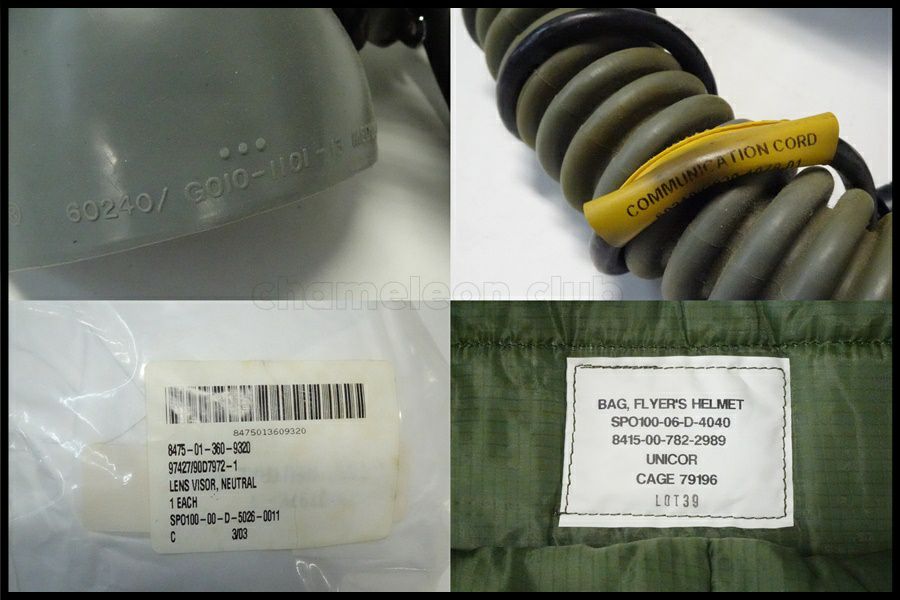 60240/ G010-1101-
COMMUNICATION CORD
chameleon club
8475013609320
8475-01-360-9320
97427/90D7972-1
LENS VISOR, NEUTRAL
1 EACH
SPO100-00-D-5026-0011
C 3/03
BAG, FLYER'S HELMET
SPO100-06-D-4040
8415-00-782-2989
UNICOR
CAGE 79196
LOT39